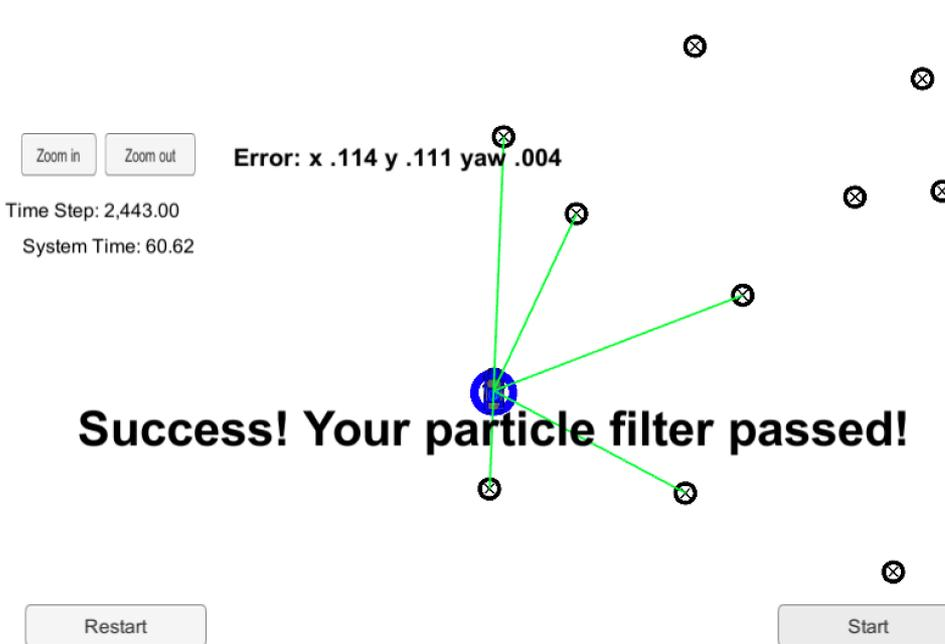 Zoom in Zoom out Error: x .114 y .111 yaw .004
Time Step: 2,443.00
System Time: 60.62
Success! Your particle filter passed!
Restart Start